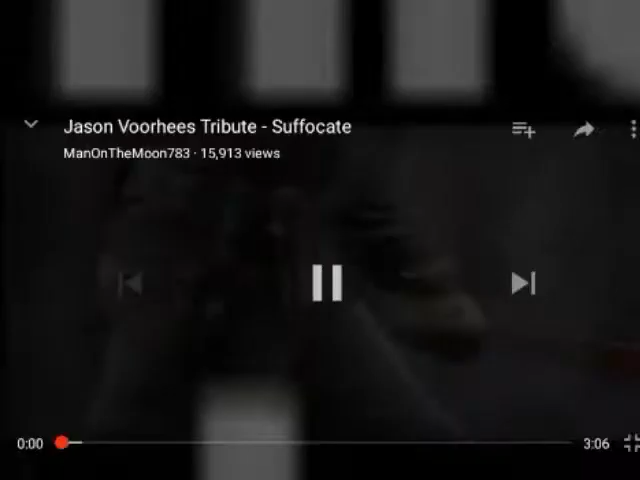 Jason Voorhees Tribute - Suffocate
ManOnTheMoon783 · 15,913 views
0:00
3:06